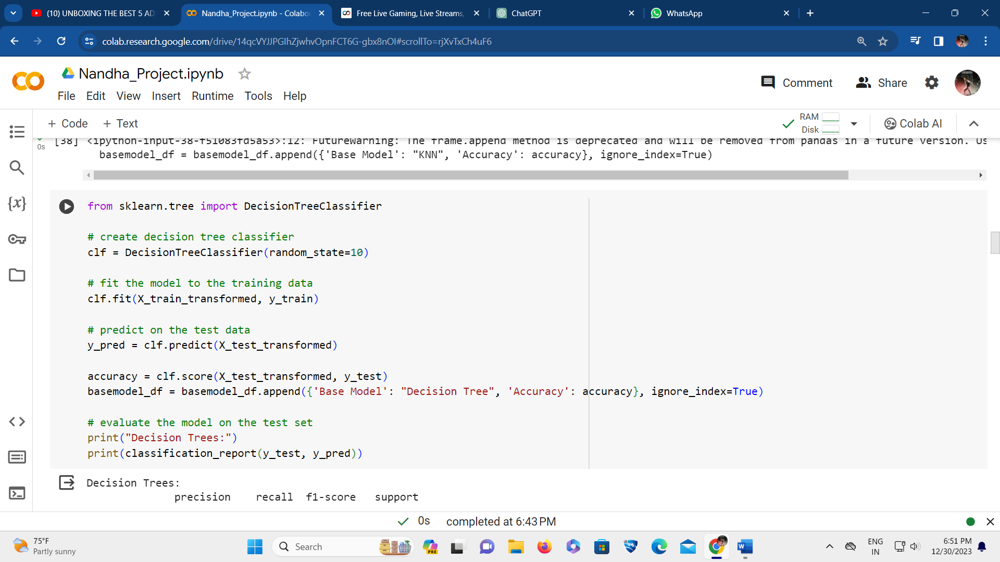 (10) UNBOXING THE BEST 5 AD
Nandha_Project.ipynb - Colabor
Free Live Gaming, Live Streams,
ChatGPT
WhatsApp
colab.research.google.com/drive/14qcVYJJPGIhZjwhvOpnFCT6G-gbx8nOI#scrollTo=rjXvTxCh4uF6
Nandha_Project.ipynb
Comment
Share
File Edit View Insert Runtime Tools Help
+ Code + Text
RAM
Disk
Colab AI
0s
[38] <ipython-input-38-f51083fd5a53>:12: FutureWarning: The frame.append method is deprecated and will be removed from pandas in a future version. Us
basemodel_df = basemodel_df.append({'Base Model': "KNN", 'Accuracy': accuracy}, ignore_index=True)
{x}
from sklearn.tree import DecisionTreeClassifier
# create decision tree classifier
clf = DecisionTreeClassifier(random_state=10)
# fit the model to the training data
clf.fit(X_train_transformed, y_train)
# predict on the test data
y_pred = clf.predict(X_test_transformed)
accuracy = clf.score(X_test_transformed, y_test)
basemodel_df = basemodel_df.append({'Base Model': "Decision Tree", 'Accuracy': accuracy}, ignore_index=True)
# evaluate the model on the test set
print("Decision Trees:")
print(classification_report(y_test, y_pred))
Decision Trees:
precision recall f1-score support
0s completed at 6:43 PM
75°F
Partly sunny
Search
PRE
W
ENG
IN
6:51 PM
12/30/2023